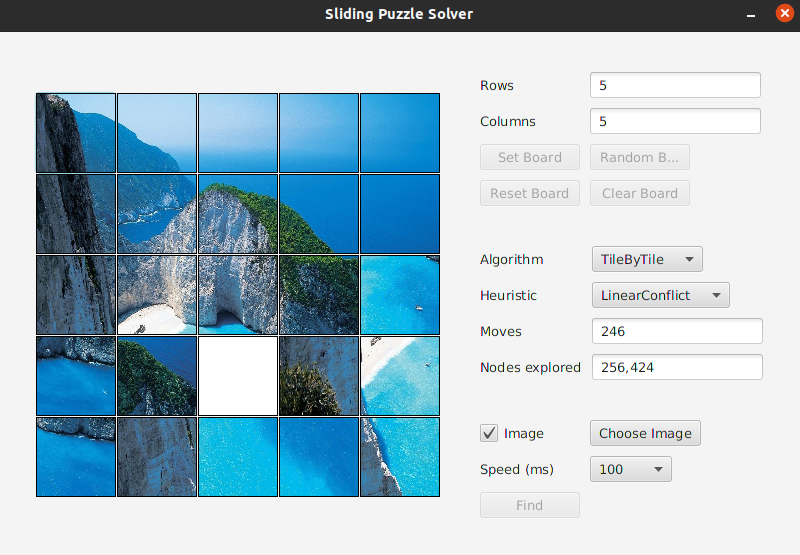 Sliding Puzzle Solver
Rows 5
Columns 5
Set Board Random B...
Reset Board Clear Board
Algorithm TileByTile
Heuristic LinearConflict
Moves 246
Nodes explored 256,424
Image Choose Image
Speed (ms) 100
Find